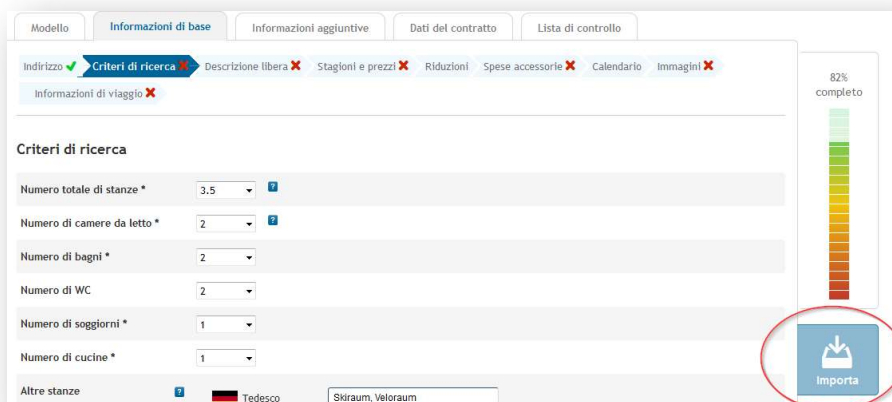 Modello Informazioni di base Informazioni aggiuntive Dati del contratto Lista di controllo
Indirizzo Criteri di ricerca Descrizione libera Stagioni e prezzi Riduzioni Spese accessorie Calendario Immagini
Informazioni di viaggio
82%
completo
Criteri di ricerca
Numero totale di stanze * 3.5 ?
Numero di camere da letto * 2 ?
Numero di bagni * 2
Numero di WC 2
Numero di soggiorni * 1
Numero di cucine * 1
Importa
Altre stanze ? Tedesco Skiraum, Veloraum